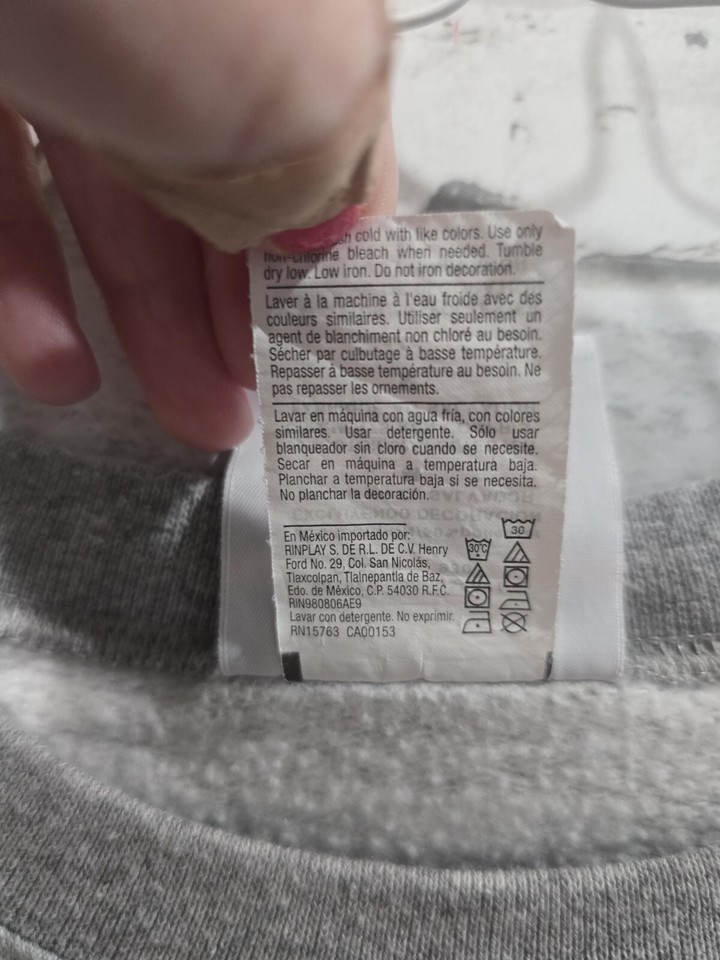 cold with like colors. Use only
non-chlorine bleach when needed. Tumble
dry low. Low iron. Do not iron decoration.
Laver à la machine à l'eau froide avec des
couleurs similaires. Utiliser seulement un
agent de blanchiment non chloré au besoin.
Sécher par culbutage à basse température.
Repasser à basse température au besoin. Ne
pas repasser les ornements.
Lavar en máquina con agua fría, con colores
similares. Usar detergente. Sólo usar
blanqueador sin cloro cuando se necesite.
Secar en máquina a temperatura baja.
Planchar a temperatura baja si se necesita.
No planchar la decoración.
En México importado por:
RINPLAY S. DE R.L. DE C.V. Henry
Ford No. 29, Col. San Nicolás,
Tlaxcolpan, Tlalnepantla de Baz,
Edo. de México, C.P. 54030 R.F.C.
RIN980806AE9
Lavar con detergente. No exprimir.
RN15763 CA00153
30°C
30